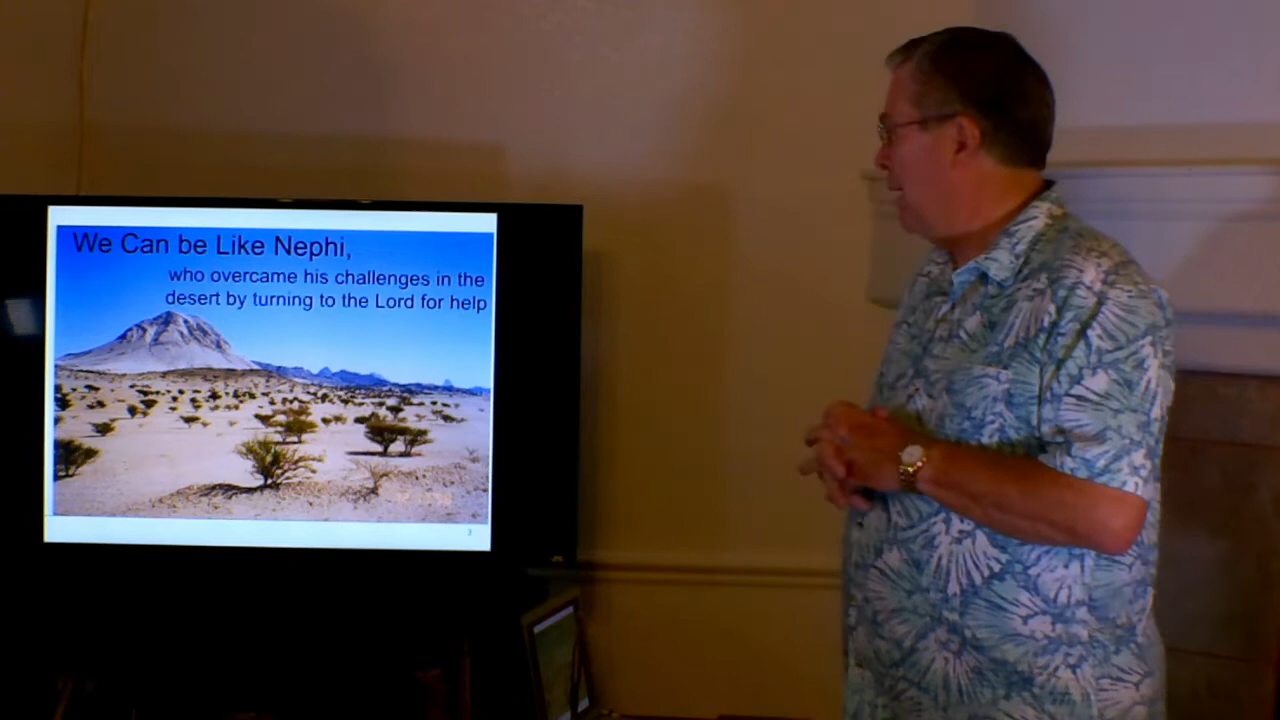 We Can be Like Nephi,
who overcame his challenges in the
desert by turning to the Lord for help